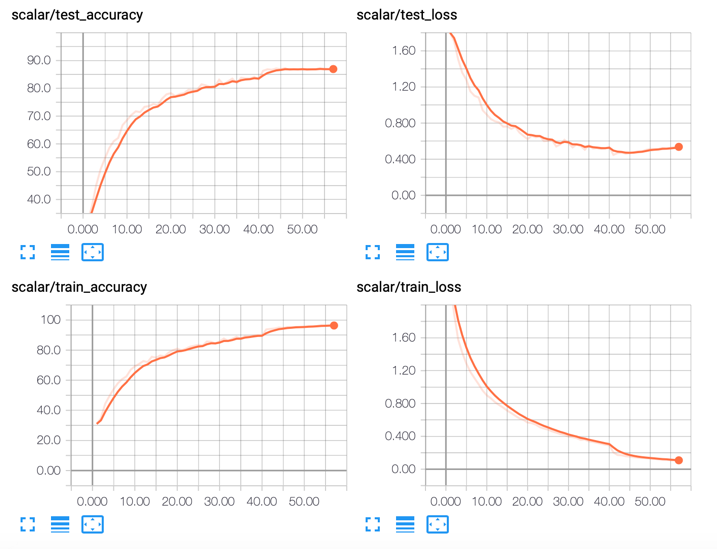 scalar/test_accuracy
90.0
80.0
70.0
60.0
50.0
40.0
0.000 10.00 20.00 30.00 40.00 50.00
scalar/test_loss
1.60
1.20
0.800
0.400
0.00
0.000 10.00 20.00 30.00 40.00 50.00
scalar/train_accuracy
100
80.0
60.0
40.0
20.0
0.00
0.000 10.00 20.00 30.00 40.00 50.00
scalar/train_loss
1.60
1.20
0.800
0.400
0.00
0.000 10.00 20.00 30.00 40.00 50.00